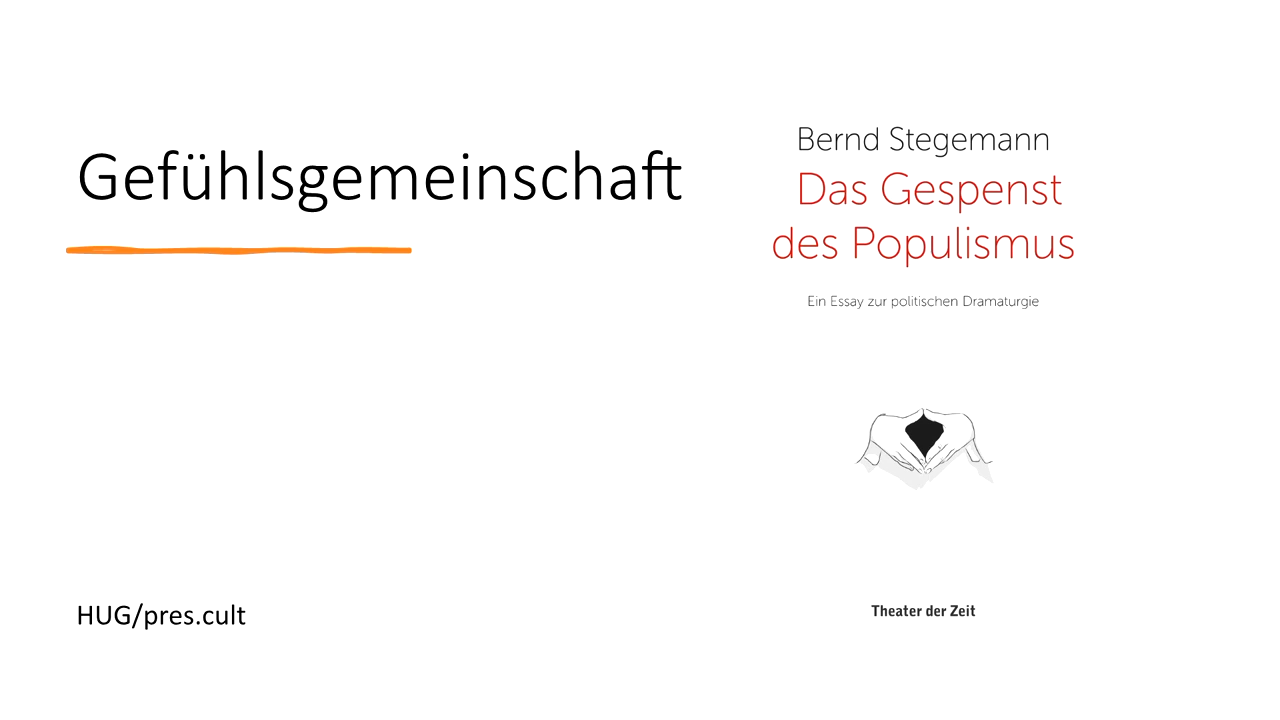 Gefühlsgemeinschaft
HUG/pres.cult
Bernd Stegemann
Das Gespenst
des Populismus
Ein Essay zur politischen Dramaturgie
Theater der Zeit